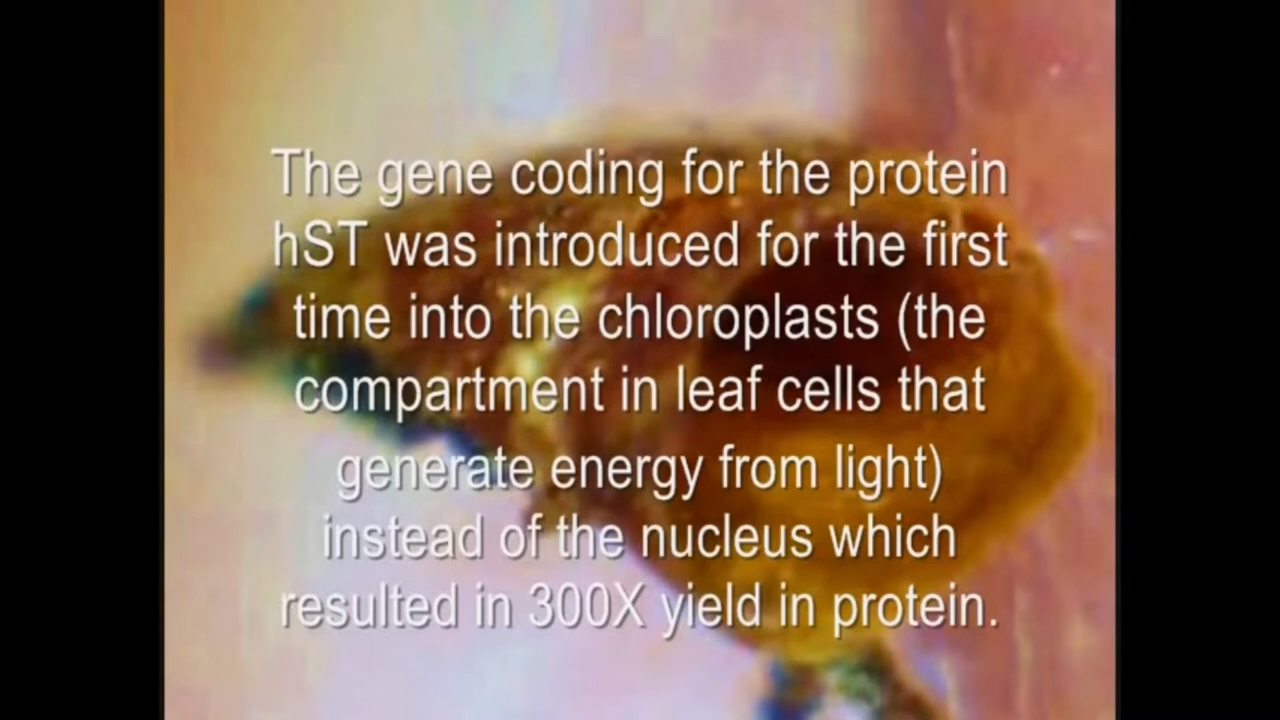 The gene coding for the protein
hST was introduced for the first
time into the chloroplasts (the
compartment in leaf cells that
generate energy from light)
instead of the nucleus which
resulted in 300X yield in protein.